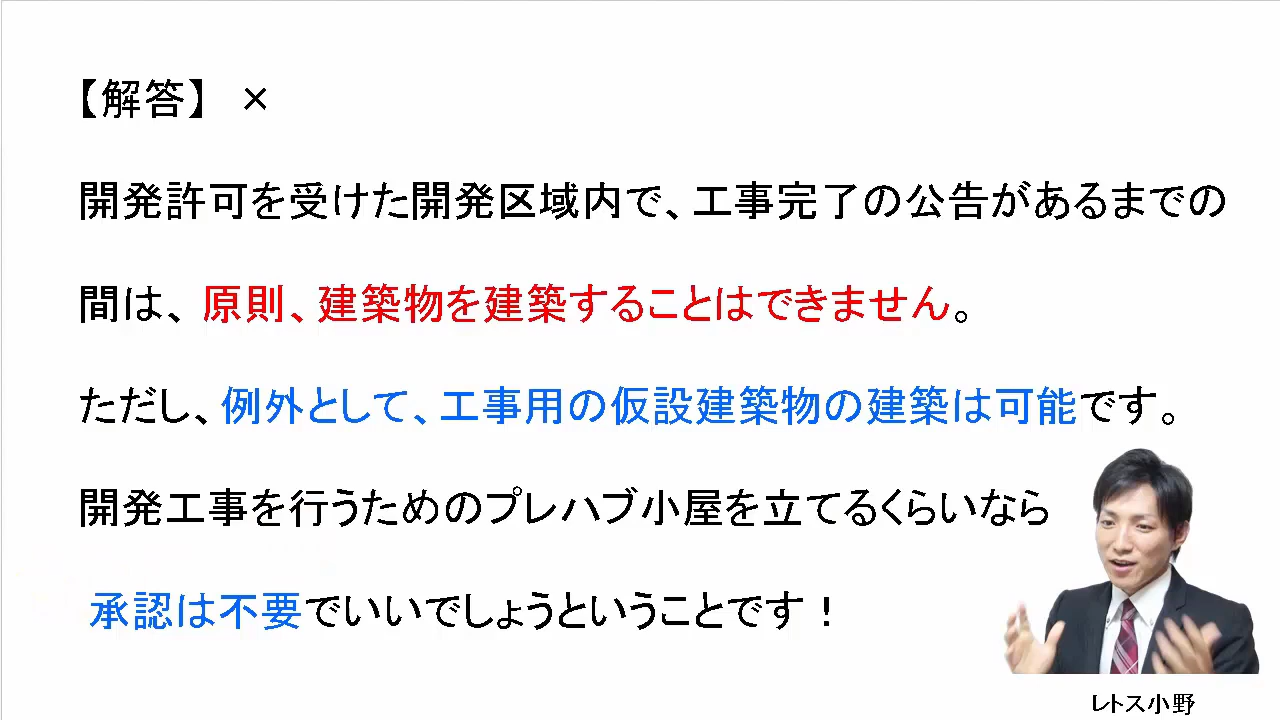 【解答】 ×
開発許可を受けた開発区域内で、工事完了の公告があるまでの
間は、原則、建築物を建築することはできません。
ただし、例外として、工事用の仮設建築物の建築は可能です。
開発工事を行うためのプレハブ小屋を立てるくらいなら
承認は不要でいいでしょうということです！
レトス小野